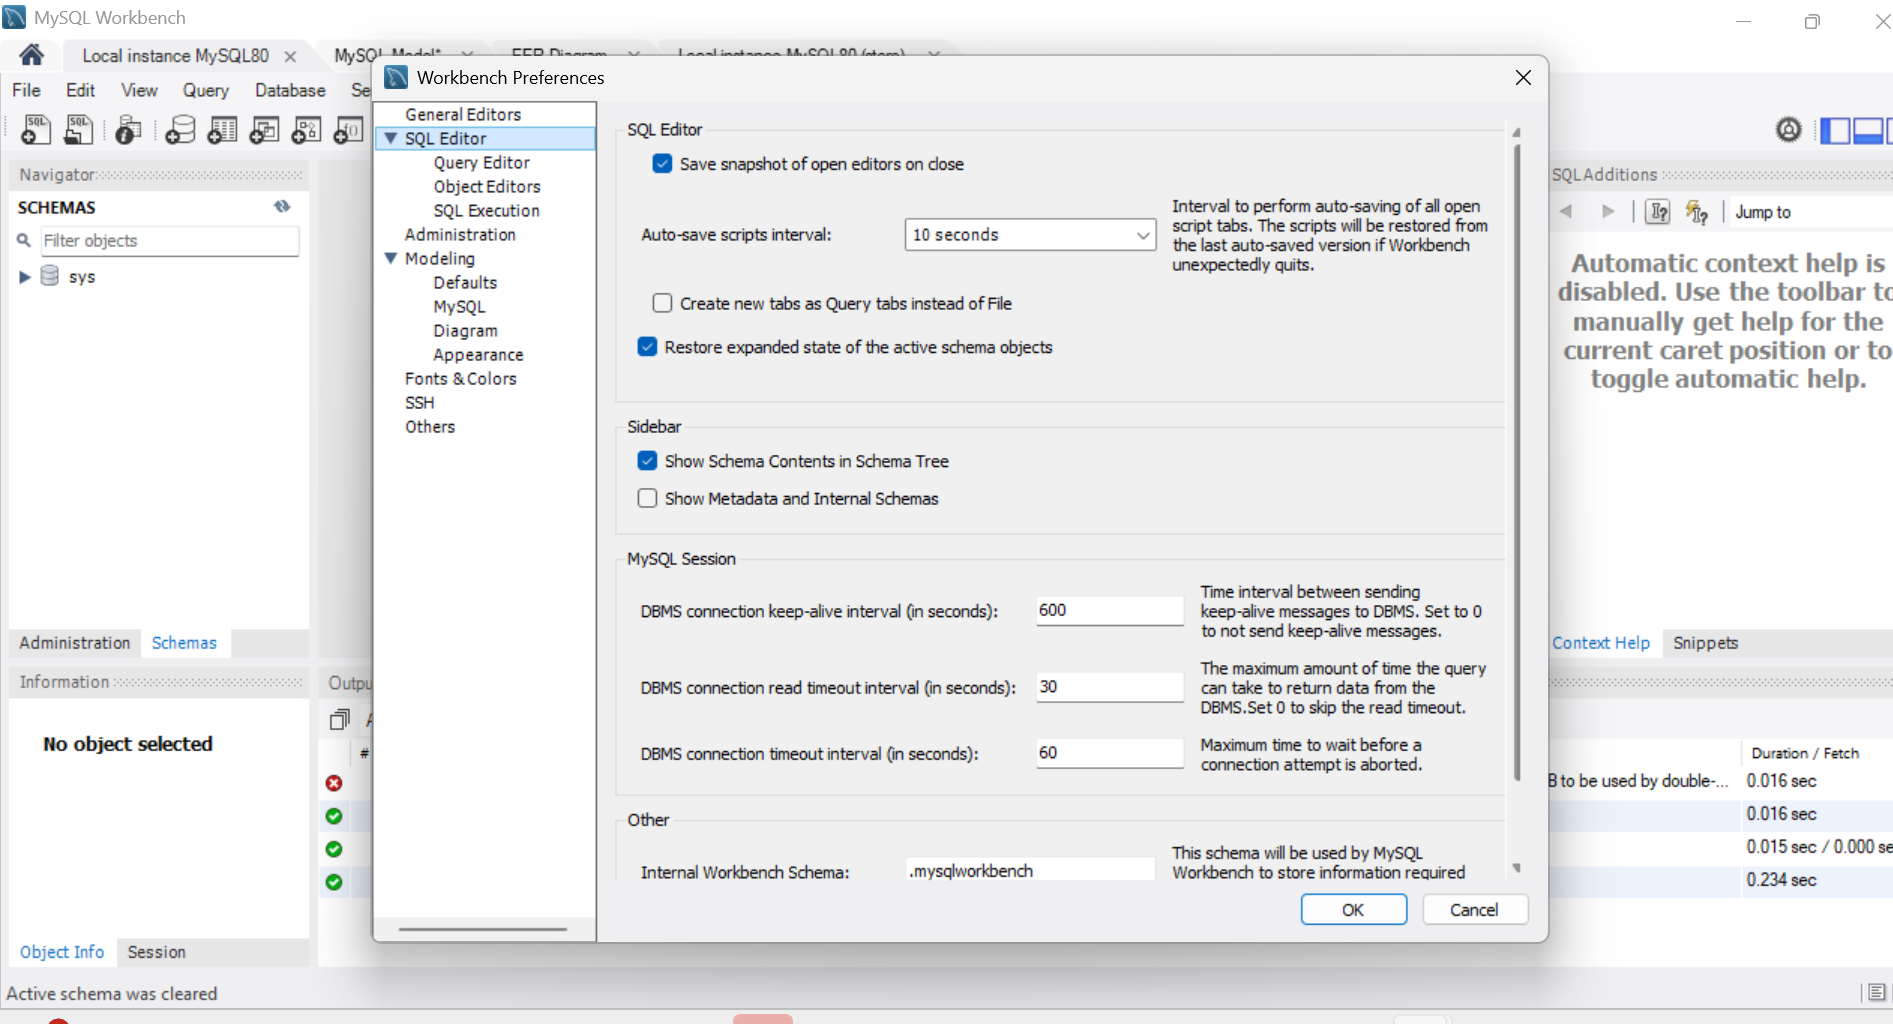 MySQL Workbench
Local instance MySQL80
MySQL Model*
EER Diagram
Local instance MySQL80 (store)
File Edit View Query Database Se
Navigator
SCHEMAS
Filter objects
sys
Administration Schemas
Information
No object selected
Object Info Session
Active schema was cleared
Outpu
#
Workbench Preferences
General Editors
SQL Editor
Query Editor
Object Editors
SQL Execution
Administration
Modeling
Defaults
MySQL
Diagram
Appearance
Fonts & Colors
SSH
Others
SQL Editor
Save snapshot of open editors on close
Auto-save scripts interval:
10 seconds
Interval to perform auto-saving of all open
script tabs. The scripts will be restored from
the last auto-saved version if Workbench
unexpectedly quits.
Create new tabs as Query tabs instead of File
Restore expanded state of the active schema objects
Sidebar
Show Schema Contents in Schema Tree
Show Metadata and Internal Schemas
MySQL Session
DBMS connection keep-alive interval (in seconds):
600
Time interval between sending
keep-alive messages to DBMS. Set to 0
to not send keep-alive messages.
DBMS connection read timeout interval (in seconds):
30
The maximum amount of time the query
can take to return data from the
DBMS.Set 0 to skip the read timeout.
DBMS connection timeout interval (in seconds):
60
Maximum time to wait before a
connection attempt is aborted.
Other
Internal Workbench Schema:
.mysqlworkbench
This schema will be used by MySQL
Workbench to store information required
OK Cancel
SQLAdditions
Jump to
Automatic context help is
disabled. Use the toolbar to
manually get help for the
current caret position or to
toggle automatic help.
Context Help Snippets
Duration / Fetch
B to be used by double-... 0.016 sec
0.016 sec
0.015 sec / 0.000 se
0.234 sec